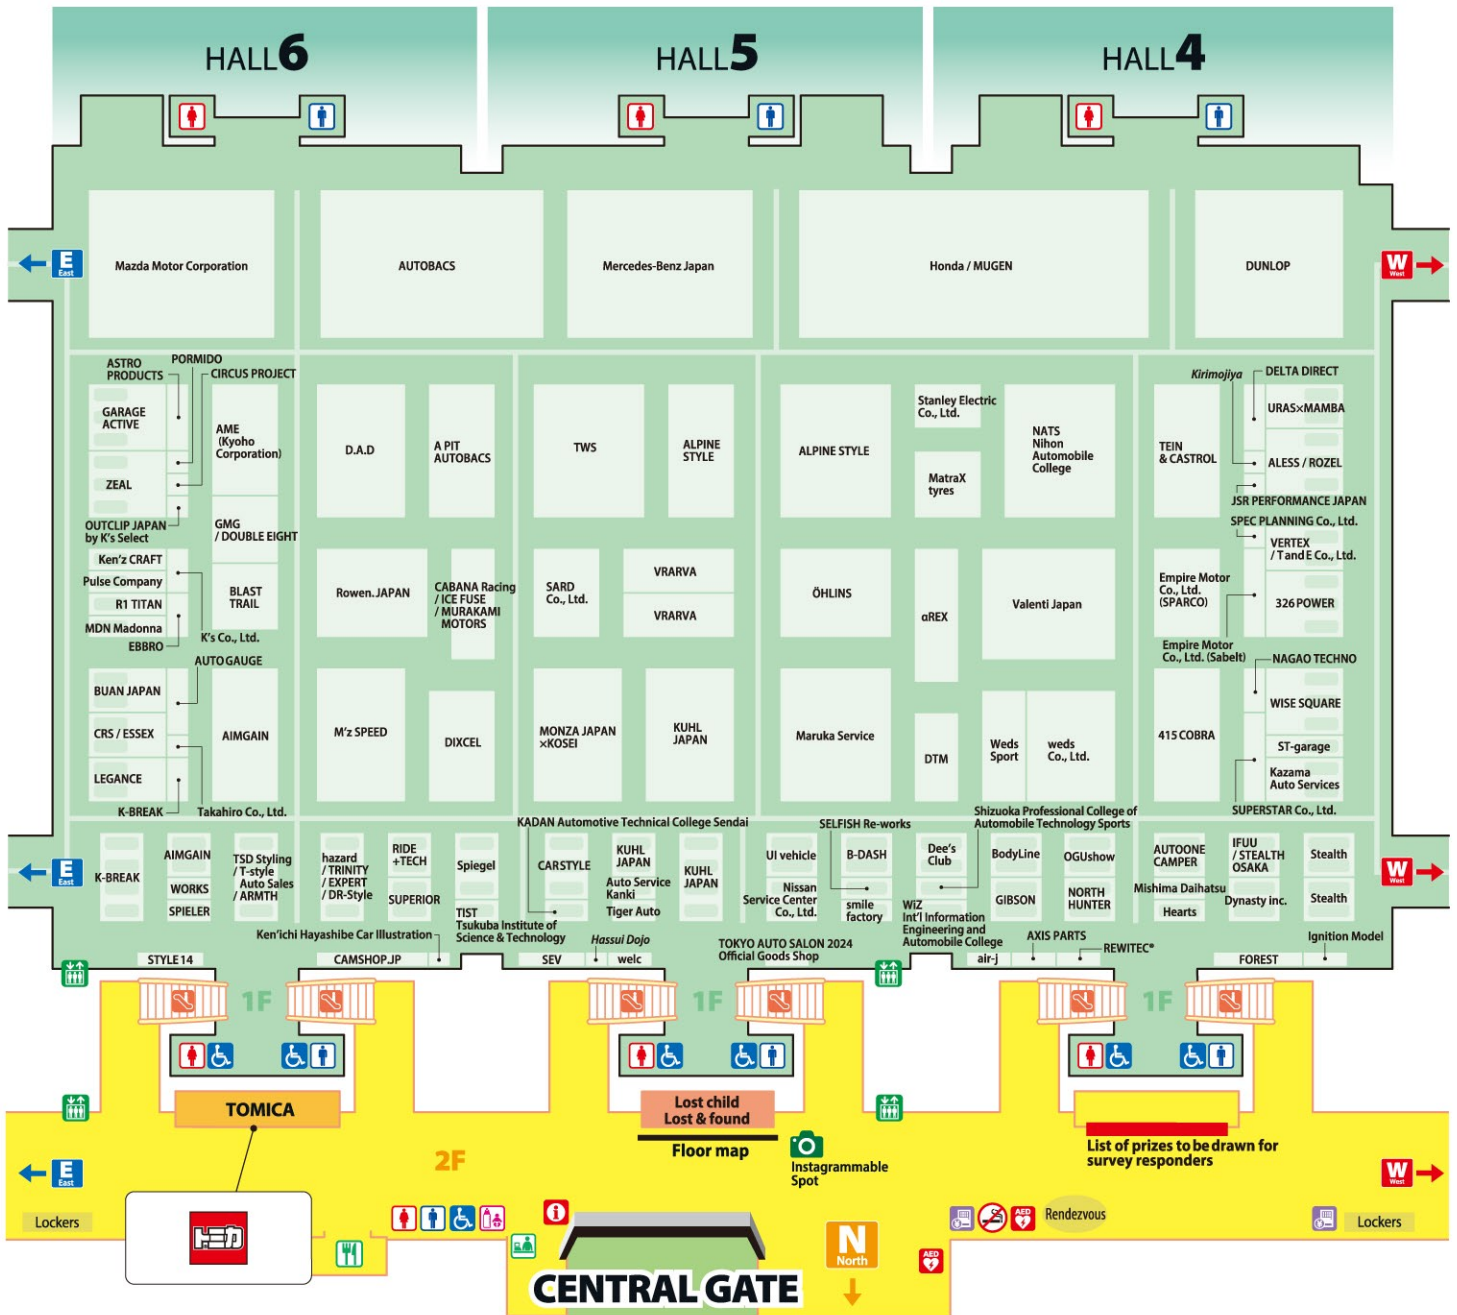 HALL6
HALL5
HALL4
E
East
Mazda Motor Corporation
AUTOBACS
Mercedes-Benz Japan
Honda / MUGEN
DUNLOP
W
West
ASTRO
PRODUCTS
PORMIDO
CIRCUS PROJECT
GARAGE
ACTIVE
AME
(Kyoho
Corporation)
ZEAL
OUTCLIP JAPAN
by K's Select
GMG
/ DOUBLE EIGHT
Ken'z CRAFT
Pulse Company
R1 TITAN
MDN Madonna
EBBRO
K's Co., Ltd.
BLAST
TRAIL
AUTO GAUGE
BUAN JAPAN
CRS / ESSEX
LEGANCE
K-BREAK
Takahiro Co., Ltd.
AIMGAIN
D.A.D
A PIT
AUTOBACS
Rowen. JAPAN
CABANA Racing
/ ICE FUSE
/ MURAKAMI
MOTORS
M'z SPEED
DIXCEL
TWS
ALPINE
STYLE
SARD
Co., Ltd.
VRARVA
VRARVA
MONZA JAPAN
×KOSEI
KUHL
JAPAN
ALPINE STYLE
Stanley Electric
Co., Ltd.
MatraX
tyres
NATS
Nihon
Automobile
College
ÖHLINS
αREX
Valenti Japan
Maruka Service
DTM
Weds
Sport
weds
Co., Ltd.
TEIN
& CASTROL
Kirimojiya
DELTA DIRECT
URAS×MAMBA
ALESS / ROZEL
JSR PERFORMANCE JAPAN
SPEC PLANNING Co., Ltd.
VERTEX
/ T and E Co., Ltd.
Empire Motor
Co., Ltd.
(SPARCO)
326 POWER
Empire Motor
Co., Ltd. (Sabelt)
NAGAO TECHNO
415 COBRA
WISE SQUARE
ST-garage
Kazama
Auto Services
SUPERSTAR Co., Ltd.
E
East
K-BREAK
AIMGAIN
WORKS
SPIELER
TSD Styling
/ T-style
Auto Sales
/ ARMTH
hazard
/ TRINITY
/ EXPERT
/ DR-Style
RIDE
+TECH
SUPERIOR
Spiegel
TIST
Tsukuba Institute of
Science & Technology
KADAN Automotive Technical College Sendai
CARSTYLE
KUHL
JAPAN
Auto Service
Kanki
Tiger Auto
KUHL
JAPAN
UI vehicle
Nissan
Service Center
Co., Ltd.
SELFISH Re-works
B-DASH
smile
factory
Dee's
Club
Shizuoka Professional College of
Automobile Technology Sports
WiZ
Int'l Information
Engineering and
Automobile College
BodyLine
GIBSON
OGUshow
NORTH
HUNTER
AUTOONE
CAMPER
Mishima Daihatsu
Hearts
IFUU
/ STEALTH
OSAKA
Dynasty inc.
Stealth
Stealth
W
West
STYLE 14
Ken'ichi Hayashibe Car Illustration
CAMSHOP.JP
SEV
Hassui Dojo
welc
TOKYO AUTO SALON 2024
Official Goods Shop
air-j
AXIS PARTS
REWITEC®
FOREST
Ignition Model
1F
1F
1F
TOMICA
Lost child
Lost & found
Floor map
Instagrammable
Spot
List of prizes to be drawn for
survey responders
2F
E
East
W
West
Lockers
トミカ
i
CENTRAL GATE
N
North
AED
AED
Rendezvous
Lockers